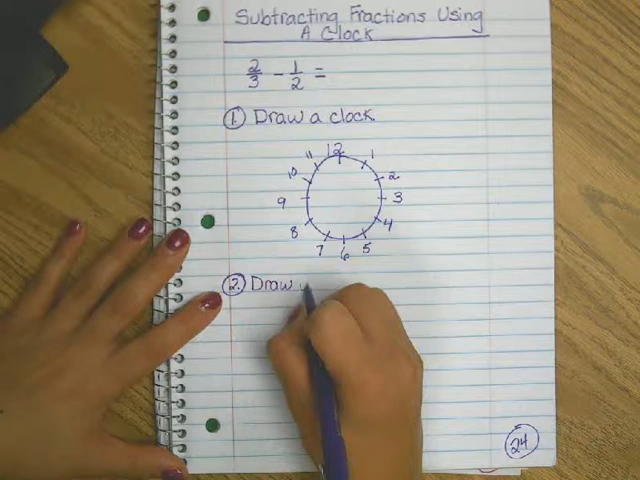 Subtracting Fractions Using
A Clock
2/3 - 1/2 =
1. Draw a clock
12
11 1
10 2
9 3
8 4
7 5
6
2. Draw
24